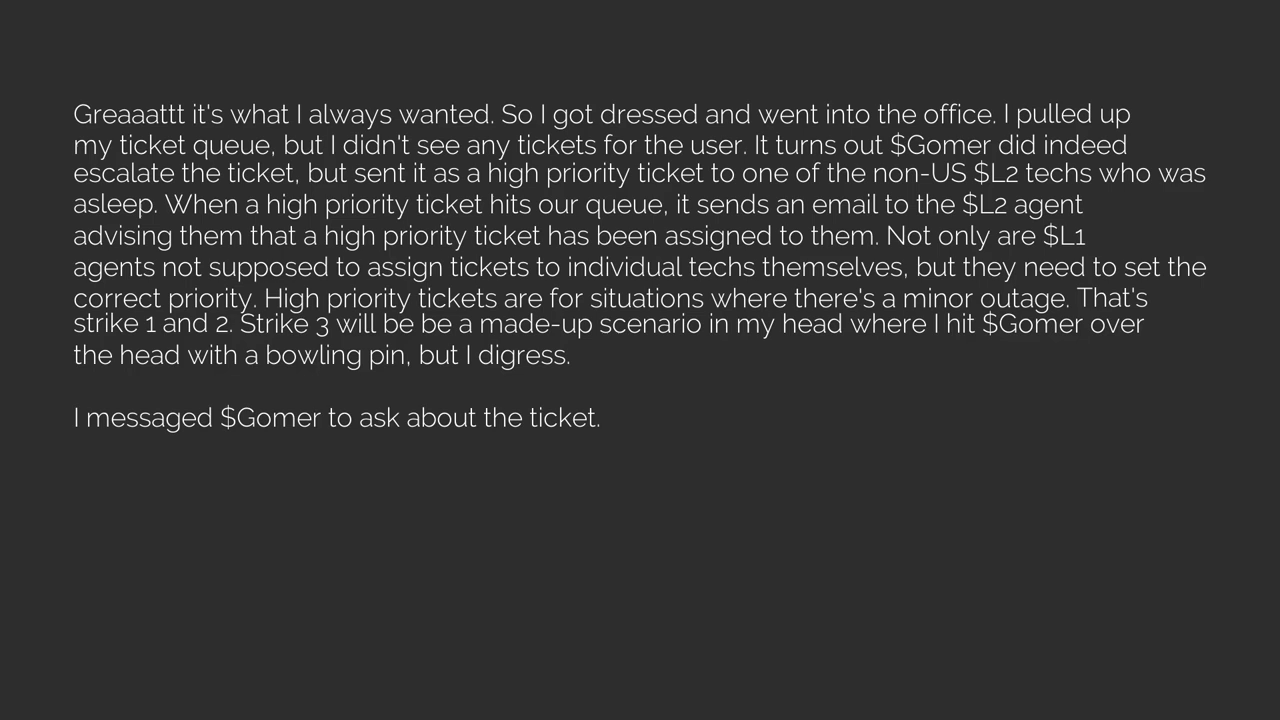 Greaaattt it's what I always wanted. So I got dressed and went into the office. I pulled up
my ticket queue, but I didn't see any tickets for the user. It turns out $Gomer did indeed
escalate the ticket, but sent it as a high priority ticket to one of the non-US $L2 techs who was
asleep. When a high priority ticket hits our queue, it sends an email to the $L2 agent
advising them that a high priority ticket has been assigned to them. Not only are $L1
agents not supposed to assign tickets to individual techs themselves, but they need to set the
correct priority. High priority tickets are for situations where there's a minor outage. That's
strike 1 and 2. Strike 3 will be be a made-up scenario in my head where I hit $Gomer over
the head with a bowling pin, but I digress.
I messaged $Gomer to ask about the ticket.